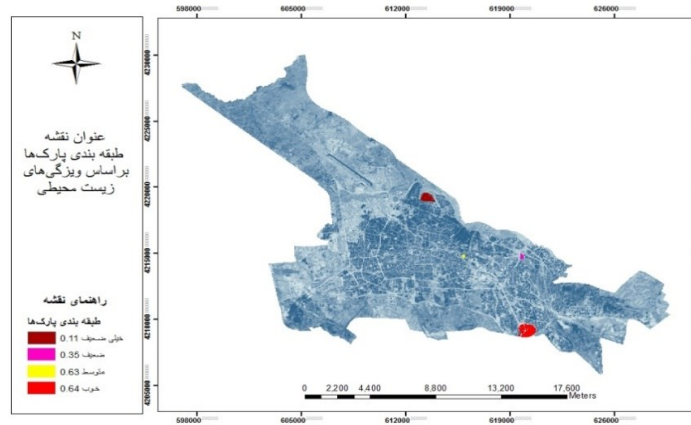 598000 605000 612000 619000 626000
N
عنوان نقشه
طبقه بندی پارک‌ها
براساس ویژگی‌های
زیست محیطی
راهنمای نقشه
طبقه بندی پارک‌ها
خیلی ضعیف 0.11
ضعیف 0.35
متوسط 0.63
خوب 0.64
4230000
4225000
4220000
4215000
4210000
4205000
0 2,200 4,400 8,800 13,200 17,600
Meters
598000 605000 612000 619000 626000